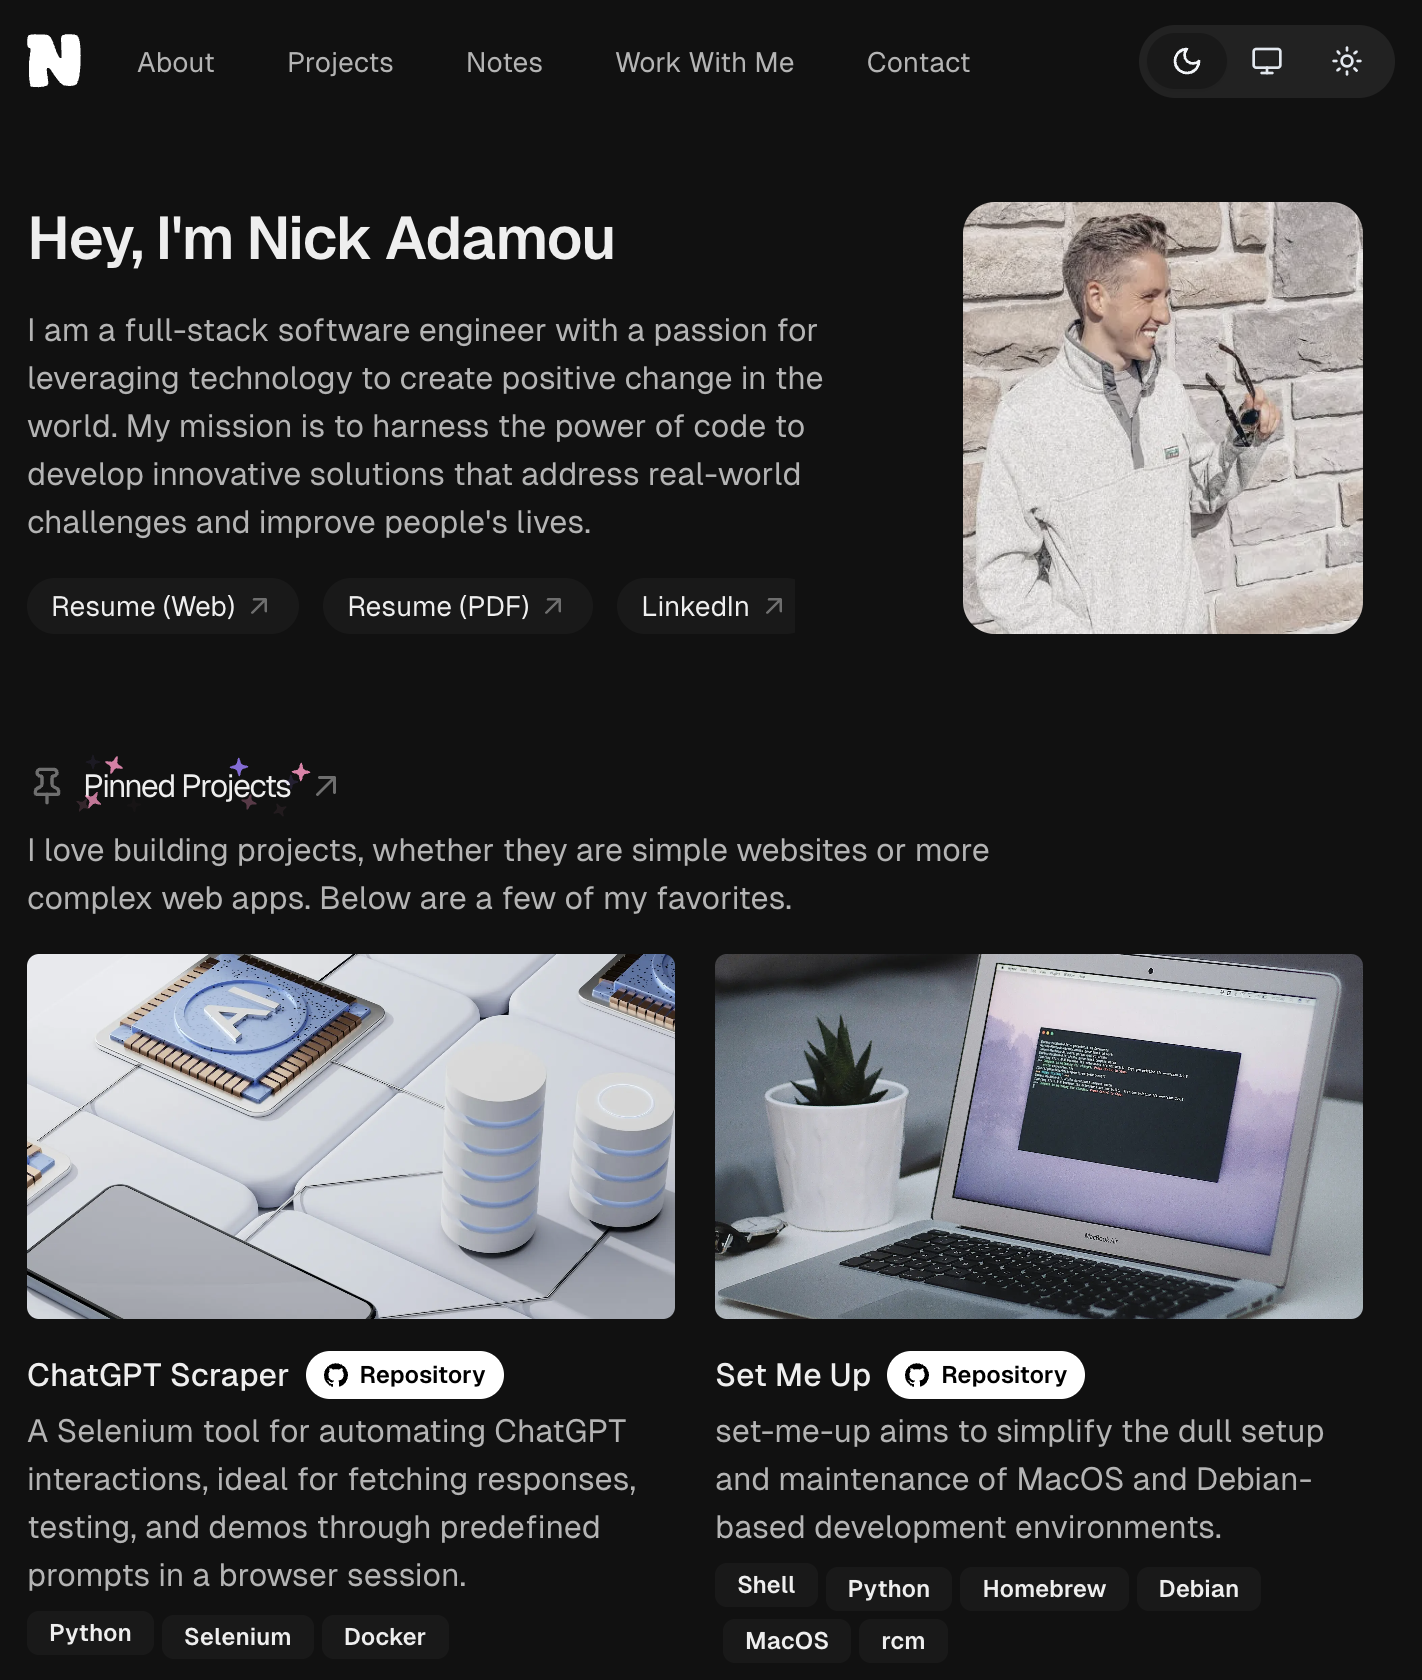 N
About Projects Notes Work With Me Contact
Hey, I'm Nick Adamou
I am a full-stack software engineer with a passion for
leveraging technology to create positive change in the
world. My mission is to harness the power of code to
develop innovative solutions that address real-world
challenges and improve people's lives.
Resume (Web) Resume (PDF) LinkedIn
Pinned Projects
I love building projects, whether they are simple websites or more
complex web apps. Below are a few of my favorites.
AI
MacBook Air
ChatGPT Scraper Repository
A Selenium tool for automating ChatGPT
interactions, ideal for fetching responses,
testing, and demos through predefined
prompts in a browser session.
Python Selenium Docker
Set Me Up Repository
set-me-up aims to simplify the dull setup
and maintenance of MacOS and Debian-
based development environments.
Shell Python Homebrew Debian
MacOS rcm